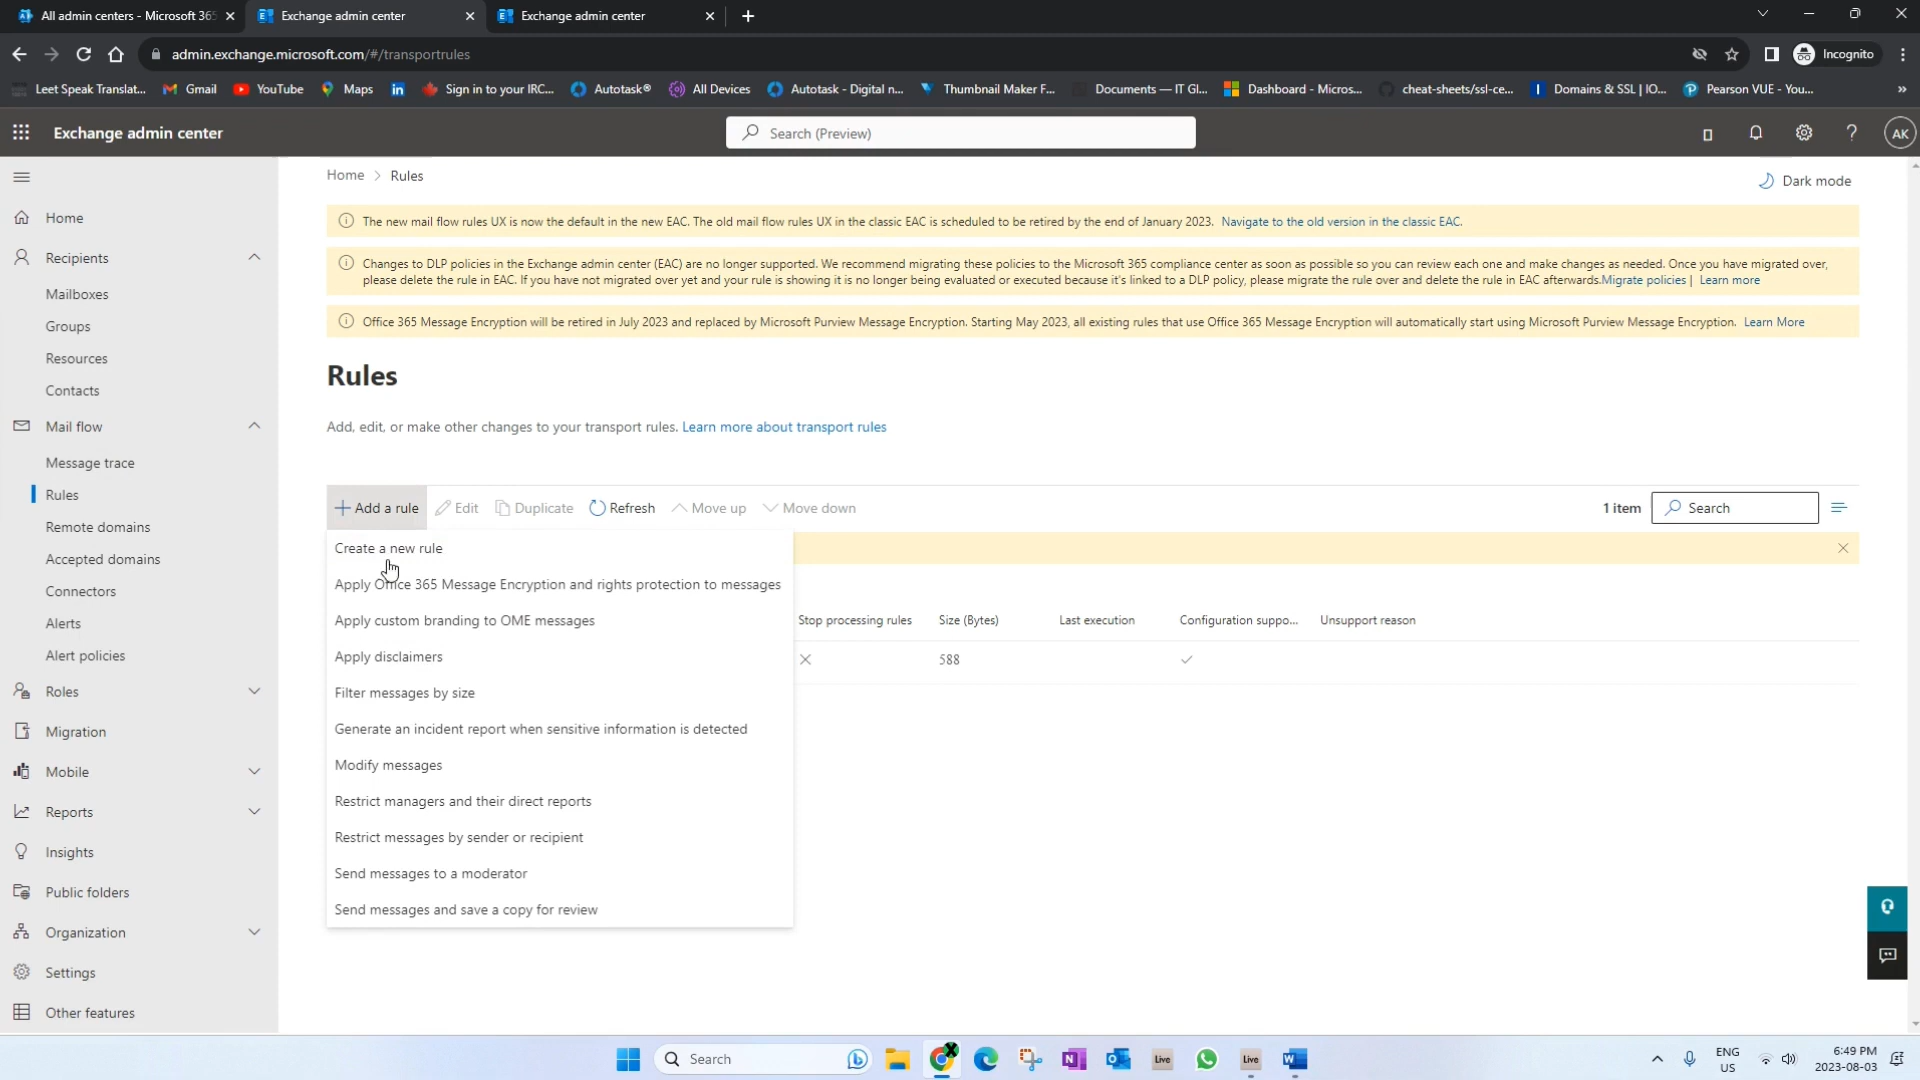 All admin centers - Microsoft 365
Exchange admin center
Exchange admin center
admin.exchange.microsoft.com/#/transportrules
Incognito
Leet Speak Translat...
Gmail
YouTube
Maps
Sign in to your IRC...
Autotask®
All Devices
Autotask - Digital n...
Thumbnail Maker F...
Documents — IT Gl...
Dashboard - Micros...
cheat-sheets/ssl-ce...
Domains & SSL | IO...
Pearson VUE - You...
Exchange admin center
Search (Preview)
AK
Home > Rules
Dark mode
Home
Recipients
Mailboxes
Groups
Resources
Contacts
Mail flow
Message trace
Rules
Remote domains
Accepted domains
Connectors
Alerts
Alert policies
Roles
Migration
Mobile
Reports
Insights
Public folders
Organization
Settings
Other features
The new mail flow rules UX is now the default in the new EAC. The old mail flow rules UX in the classic EAC is scheduled to be retired by the end of January 2023. Navigate to the old version in the classic EAC.
Changes to DLP policies in the Exchange admin center (EAC) are no longer supported. We recommend migrating these policies to the Microsoft 365 compliance center as soon as possible so you can review each one and make changes as needed. Once you have migrated over,
please delete the rule in EAC. If you have not migrated over yet and your rule is showing it is no longer being evaluated or executed because it's linked to a DLP policy, please migrate the rule over and delete the rule in EAC afterwards.Migrate policies | Learn more
Office 365 Message Encryption will be retired in July 2023 and replaced by Microsoft Purview Message Encryption. Starting May 2023, all existing rules that use Office 365 Message Encryption will automatically start using Microsoft Purview Message Encryption. Learn More
Rules
Add, edit, or make other changes to your transport rules. Learn more about transport rules
Add a rule
Edit
Duplicate
Refresh
Move up
Move down
1 item
Search
Create a new rule
Apply Office 365 Message Encryption and rights protection to messages
Apply custom branding to OME messages
Apply disclaimers
Filter messages by size
Generate an incident report when sensitive information is detected
Modify messages
Restrict managers and their direct reports
Restrict messages by sender or recipient
Send messages to a moderator
Send messages and save a copy for review
Stop processing rules
Size (Bytes)
Last execution
Configuration suppo...
Unsupport reason
588
Search
Live
Live
ENG
US
6:49 PM
2023-08-03